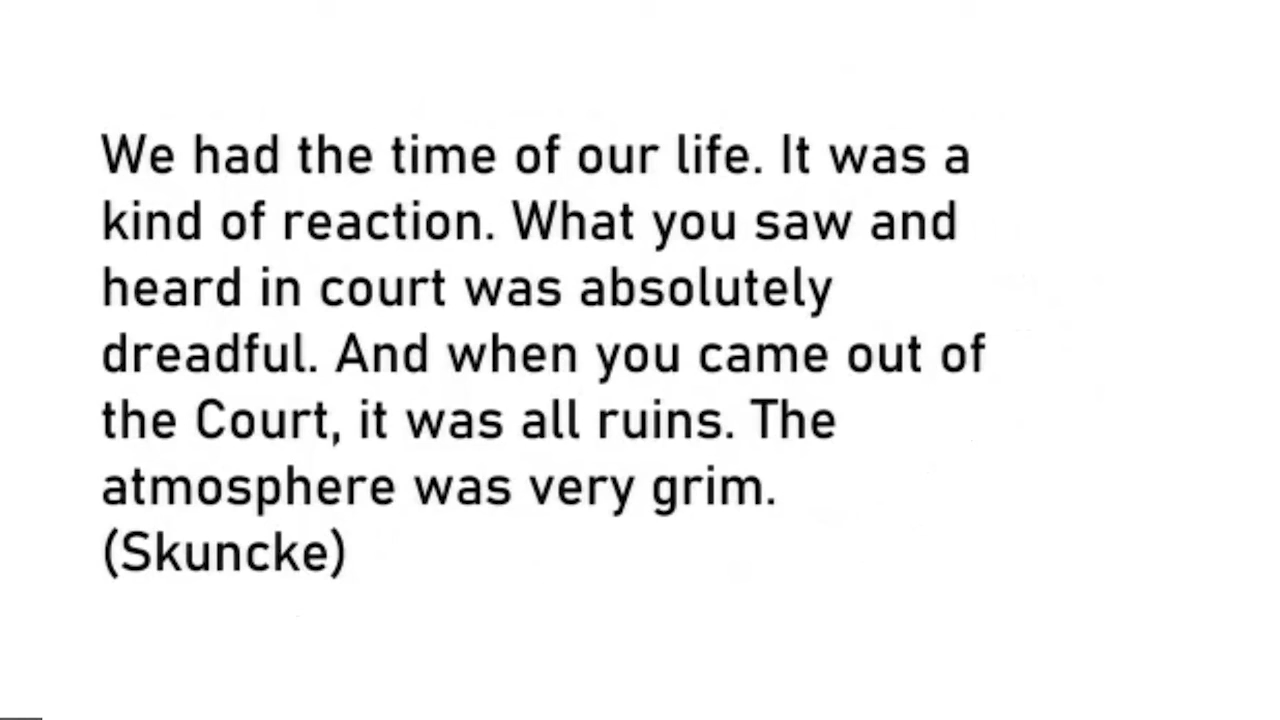 We had the time of our life. It was a
kind of reaction. What you saw and
heard in court was absolutely
dreadful. And when you came out of
the Court, it was all ruins. The
atmosphere was very grim.
(Skuncke)